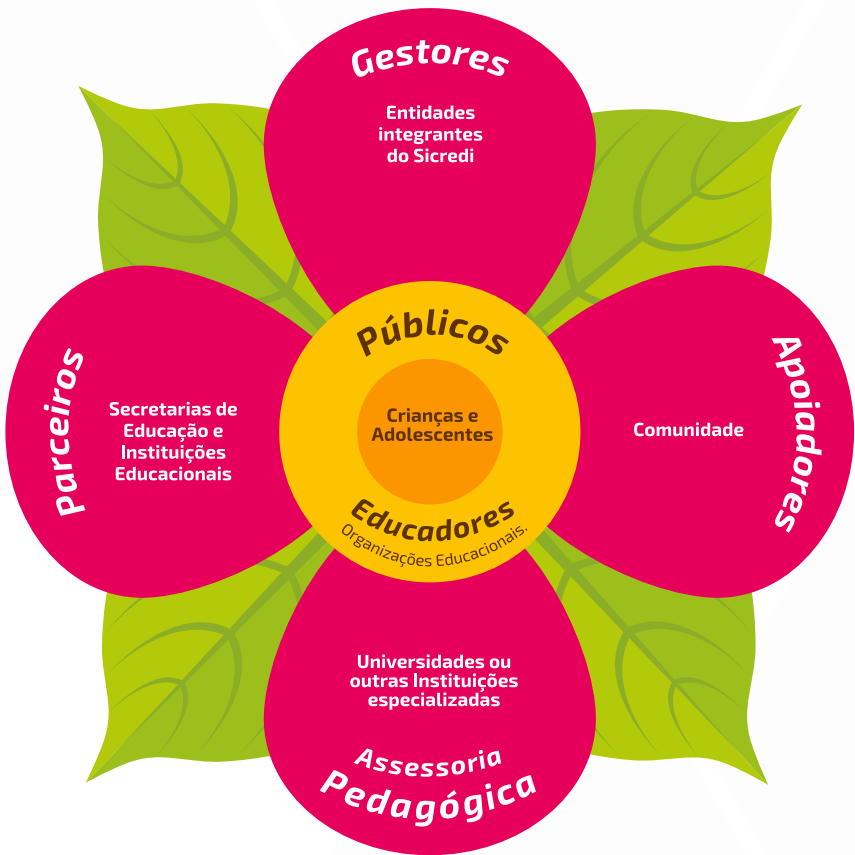 Gestores
Entidades
integrantes
do Sicredi
Parceiros
Secretarias de
Educação e
Instituições
Educacionais
Públicos
Crianças e
Adolescentes
Educadores
Organizações Educacionais.
Apoiadores
Comunidade
Universidades ou
outras Instituições
especializadas
Assessoria
Pedagógica